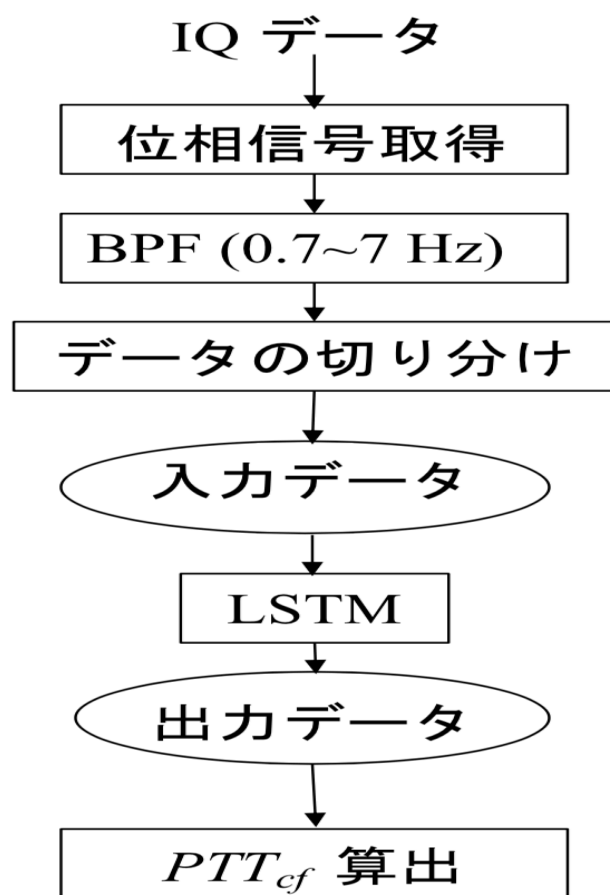 IQ データ
位相信号取得
BPF (0.7~7 Hz)
データの切り分け
入力データ
LSTM
出力データ
PTTcf 算出